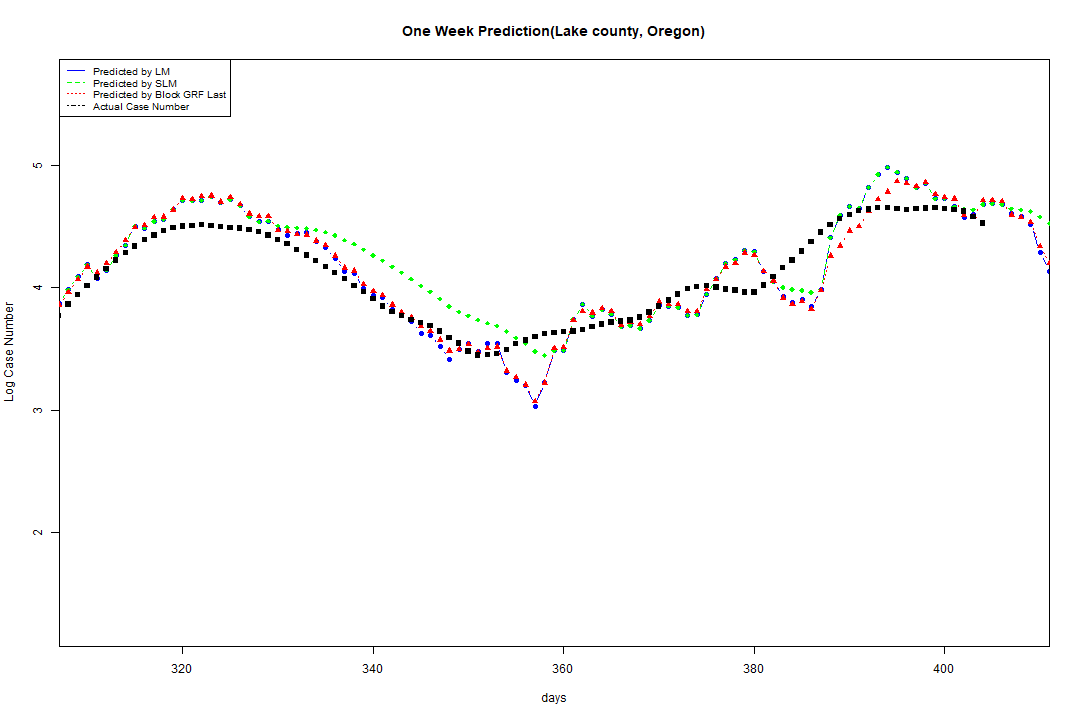 One Week Prediction(Lake county, Oregon)
Predicted by LM
Predicted by SLM
Predicted by Block GRF Last
Actual Case Number
5
4
3
2
Log Case Number
320 340 360 380 400
days